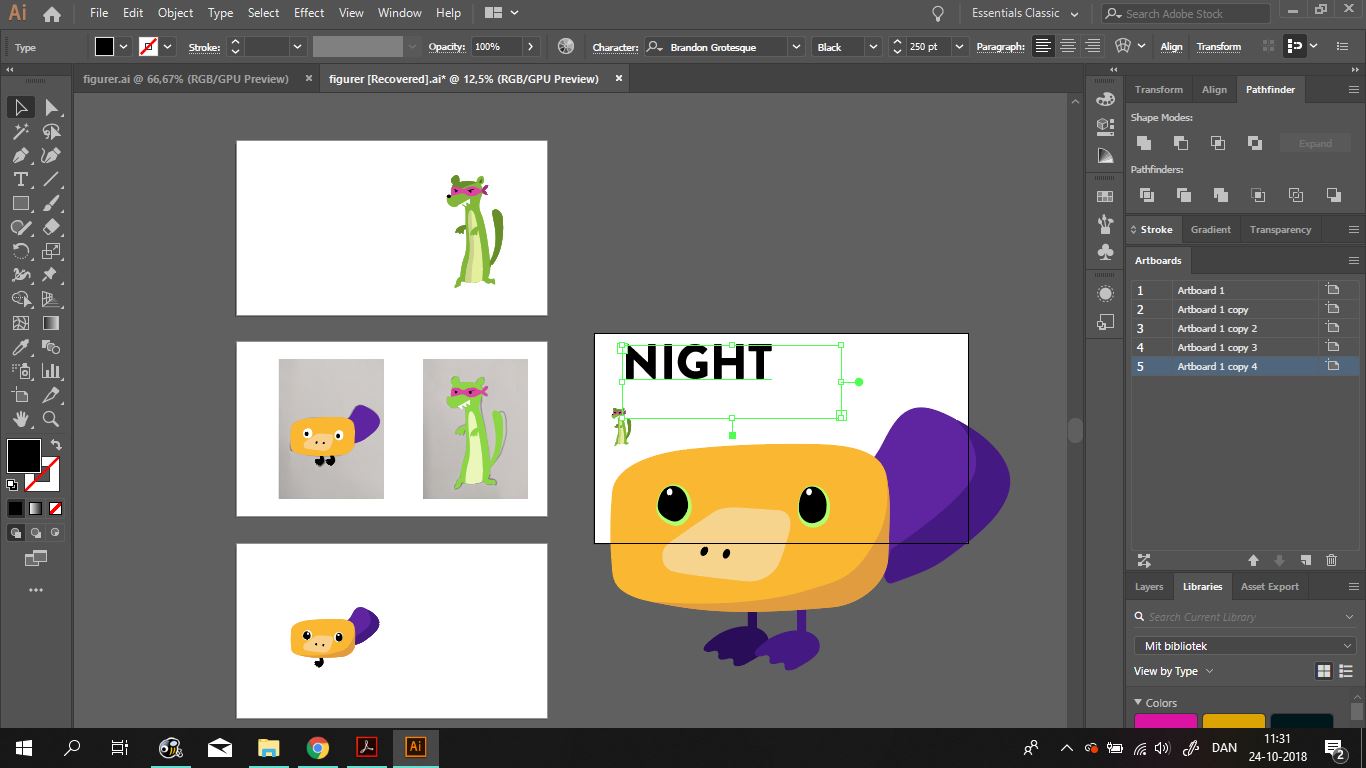 Ai File Edit Object Type Select Effect View Window Help Essentials Classic Search Adobe Stock
Type Stroke: Opacity: 100% Character: Brandon Grotesque Black 250 pt Paragraph: Align Transform
figurer.ai @ 66,67% (RGB/GPU Preview) × figurer [Recovered].ai* @ 12,5% (RGB/GPU Preview) ×
Transform Align Pathfinder
Shape Modes:
Expand
Pathfinders:
Stroke Gradient Transparency
Artboards
1 Artboard 1
2 Artboard 1 copy
3 Artboard 1 copy 2
4 Artboard 1 copy 3
5 Artboard 1 copy 4
NIGHT
Layers Libraries Asset Export
Search Current Library
Mit bibliotek
View by Type
Colors
Ai DAN 11:31
24-10-2018 2